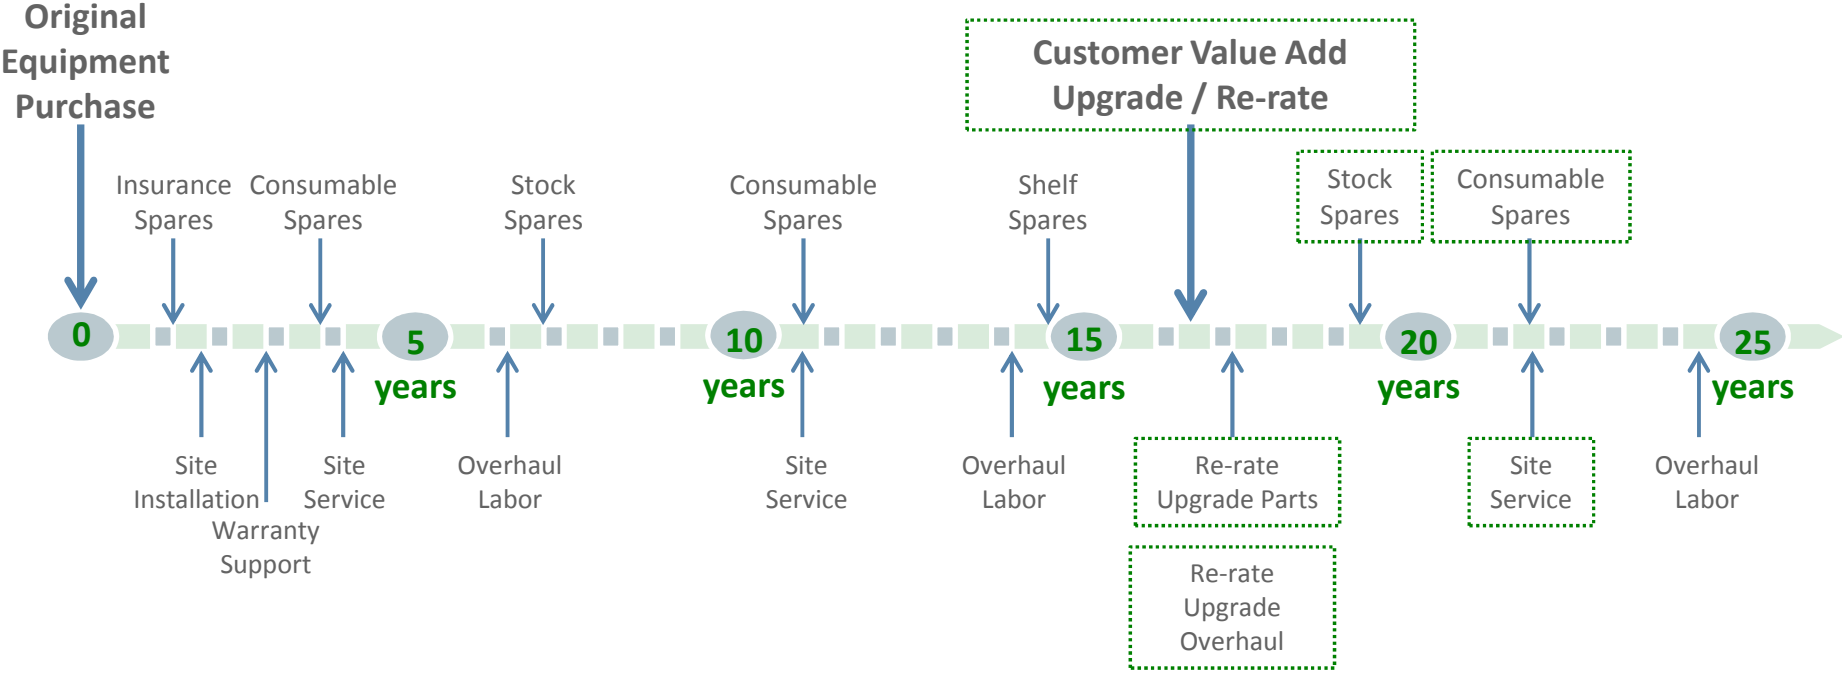 Original
Equipment
Purchase
Customer Value Add
Upgrade / Re-rate
Insurance
Spares
Consumable
Spares
Stock
Spares
Consumable
Spares
Shelf
Spares
Stock
Spares
Consumable
Spares
0
5
years
10
years
15
years
20
years
25
years
Site
Installation
Warranty
Support
Site
Service
Overhaul
Labor
Site
Service
Overhaul
Labor
Re-rate
Upgrade Parts
Re-rate
Upgrade
Overhaul
Site
Service
Overhaul
Labor